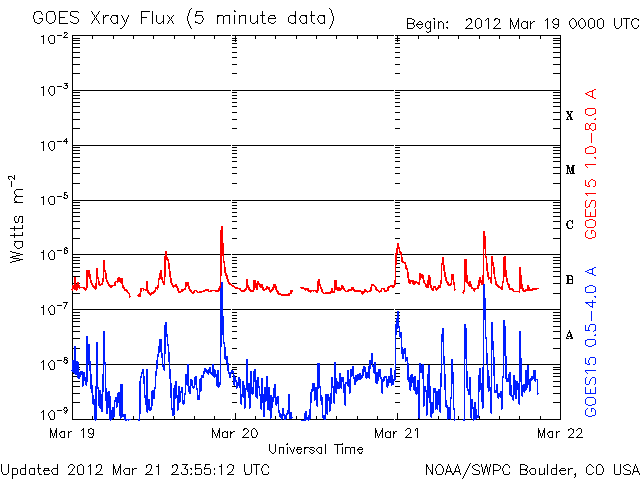 GOES Xray Flux (5 minute data)
Begin: 2012 Mar 19 0000 UTC
10⁻²
10⁻³
10⁻⁴
10⁻⁵
10⁻⁶
10⁻⁷
10⁻⁸
10⁻⁹
Watts m⁻²
X
M
C
B
A
GOES15 1.0-8.0 A
GOES15 0.5-4.0 A
Mar 19
Mar 20
Mar 21
Mar 22
Universal Time
Updated 2012 Mar 21 23:55:12 UTC
NOAA/SWPC Boulder, CO USA